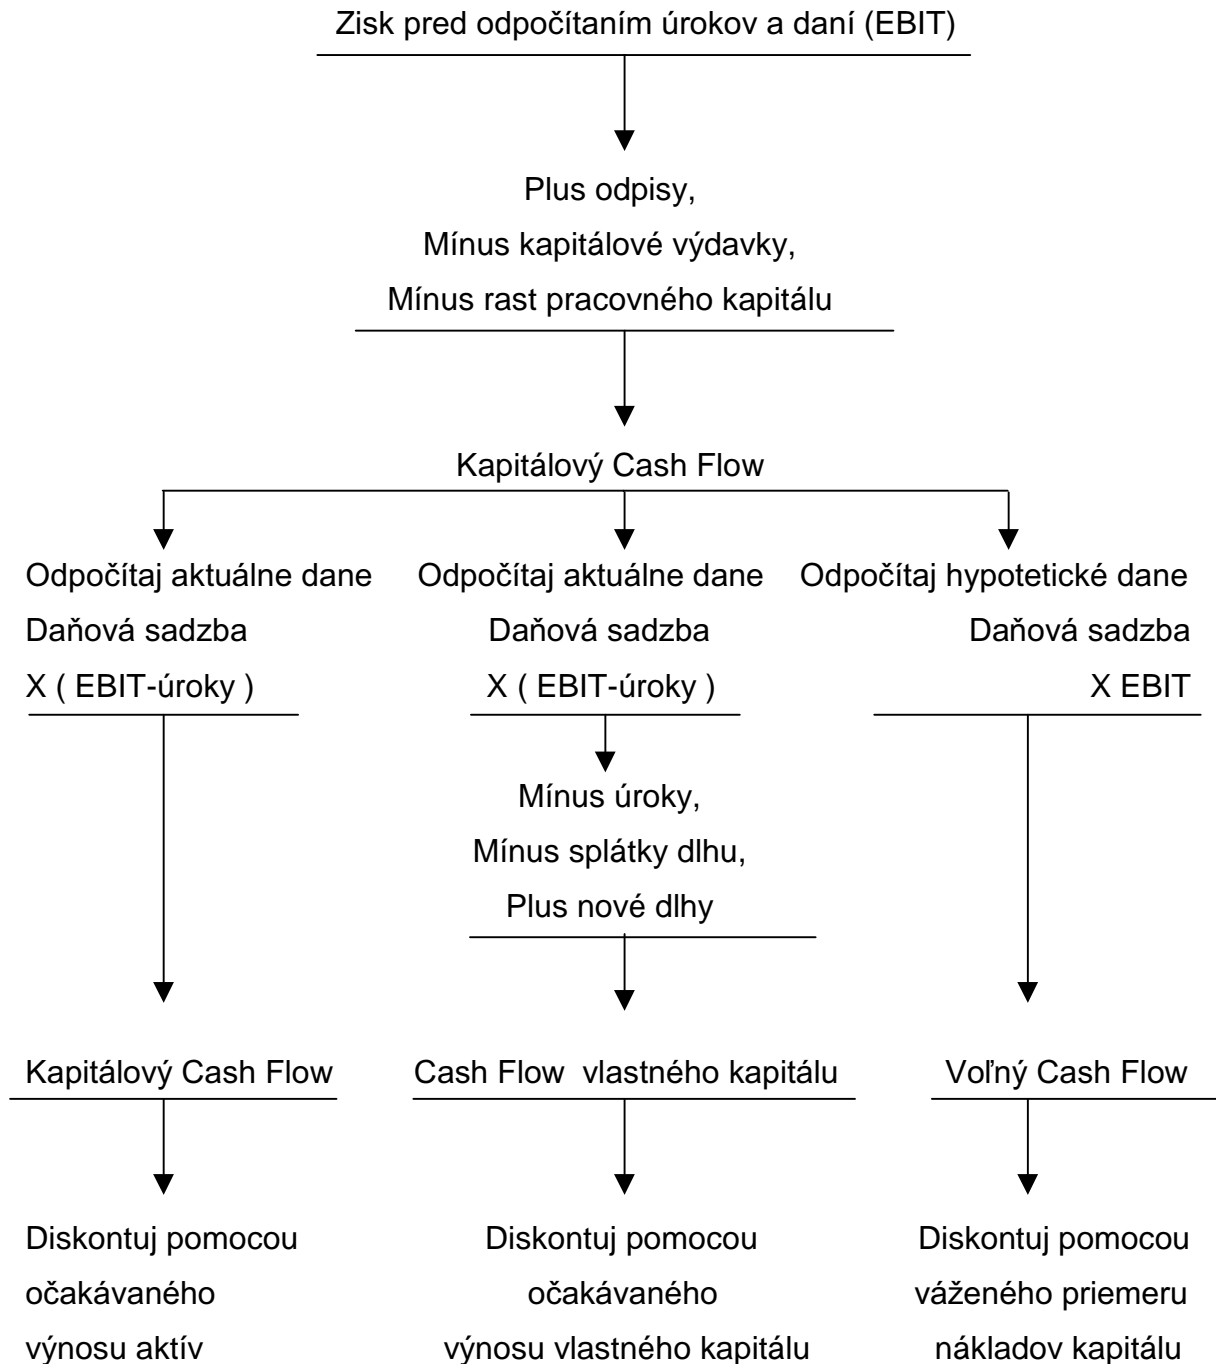 Zisk pred odpočítaním úrokov a daní (EBIT)
Plus odpisy,
Mínus kapitálové výdavky,
Mínus rast pracovného kapitálu
Kapitálový Cash Flow
Odpočítaj aktuálne dane
Daňová sadzba
X ( EBIT-úroky )
Odpočítaj aktuálne dane
Daňová sadzba
X ( EBIT-úroky )
Odpočítaj hypotetické dane
Daňová sadzba
X EBIT
Mínus úroky,
Mínus splátky dlhu,
Plus nové dlhy
Kapitálový Cash Flow
Cash Flow vlastného kapitálu
Voľný Cash Flow
Diskontuj pomocou
očakávaného
výnosu aktív
Diskontuj pomocou
očakávaného
výnosu vlastného kapitálu
Diskontuj pomocou
váženého priemeru
nákladov kapitálu